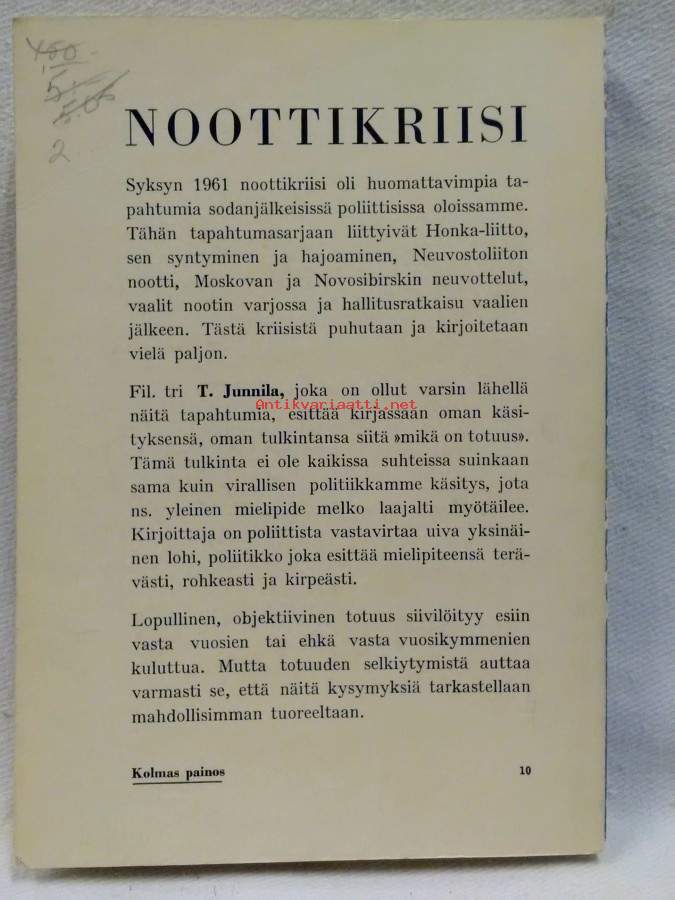 NOOTTIKRIISI
Syksyn 1961 noottikriisi oli huomattavimpia ta-
pahtumia sodanjälkeisissä poliittisissa oloissamme.
Tähän tapahtumasarjaan liittyivät Honka-liitto,
sen syntyminen ja hajoaminen, Neuvostoliiton
nootti, Moskovan ja Novosibirskin neuvottelut,
vaalit nootin varjossa ja hallitusratkaisu vaalien
jälkeen. Tästä kriisistä puhutaan ja kirjoitetaan
vielä paljon.
Fil. tri T. Junnila, joka on ollut varsin lähellä
Antikvariaatti.net
näitä tapahtumia, esittää kirjassaan oman käsi-
tyksensä, oman tulkintansa siitä »mikä on totuus».
Tämä tulkinta ei ole kaikissa suhteissa suinkaan
sama kuin virallisen politiikkamme käsitys, jota
ns. yleinen mielipide melko laajalti myötäilee.
Kirjoittaja on poliittista vastavirtaa uiva yksinäi-
nen lohi, poliitikko joka esittää mielipiteensä terä-
västi, rohkeasti ja kirpeästi.
Lopullinen, objektiivinen totuus siivilöityy esiin
vasta vuosien tai ehkä vasta vuosikymmenien
kuluttua. Mutta totuuden selkiytymistä auttaa
varmasti se, että näitä kysymyksiä tarkastellaan
mahdollisimman tuoreeltaan.
Kolmas painos 10
2